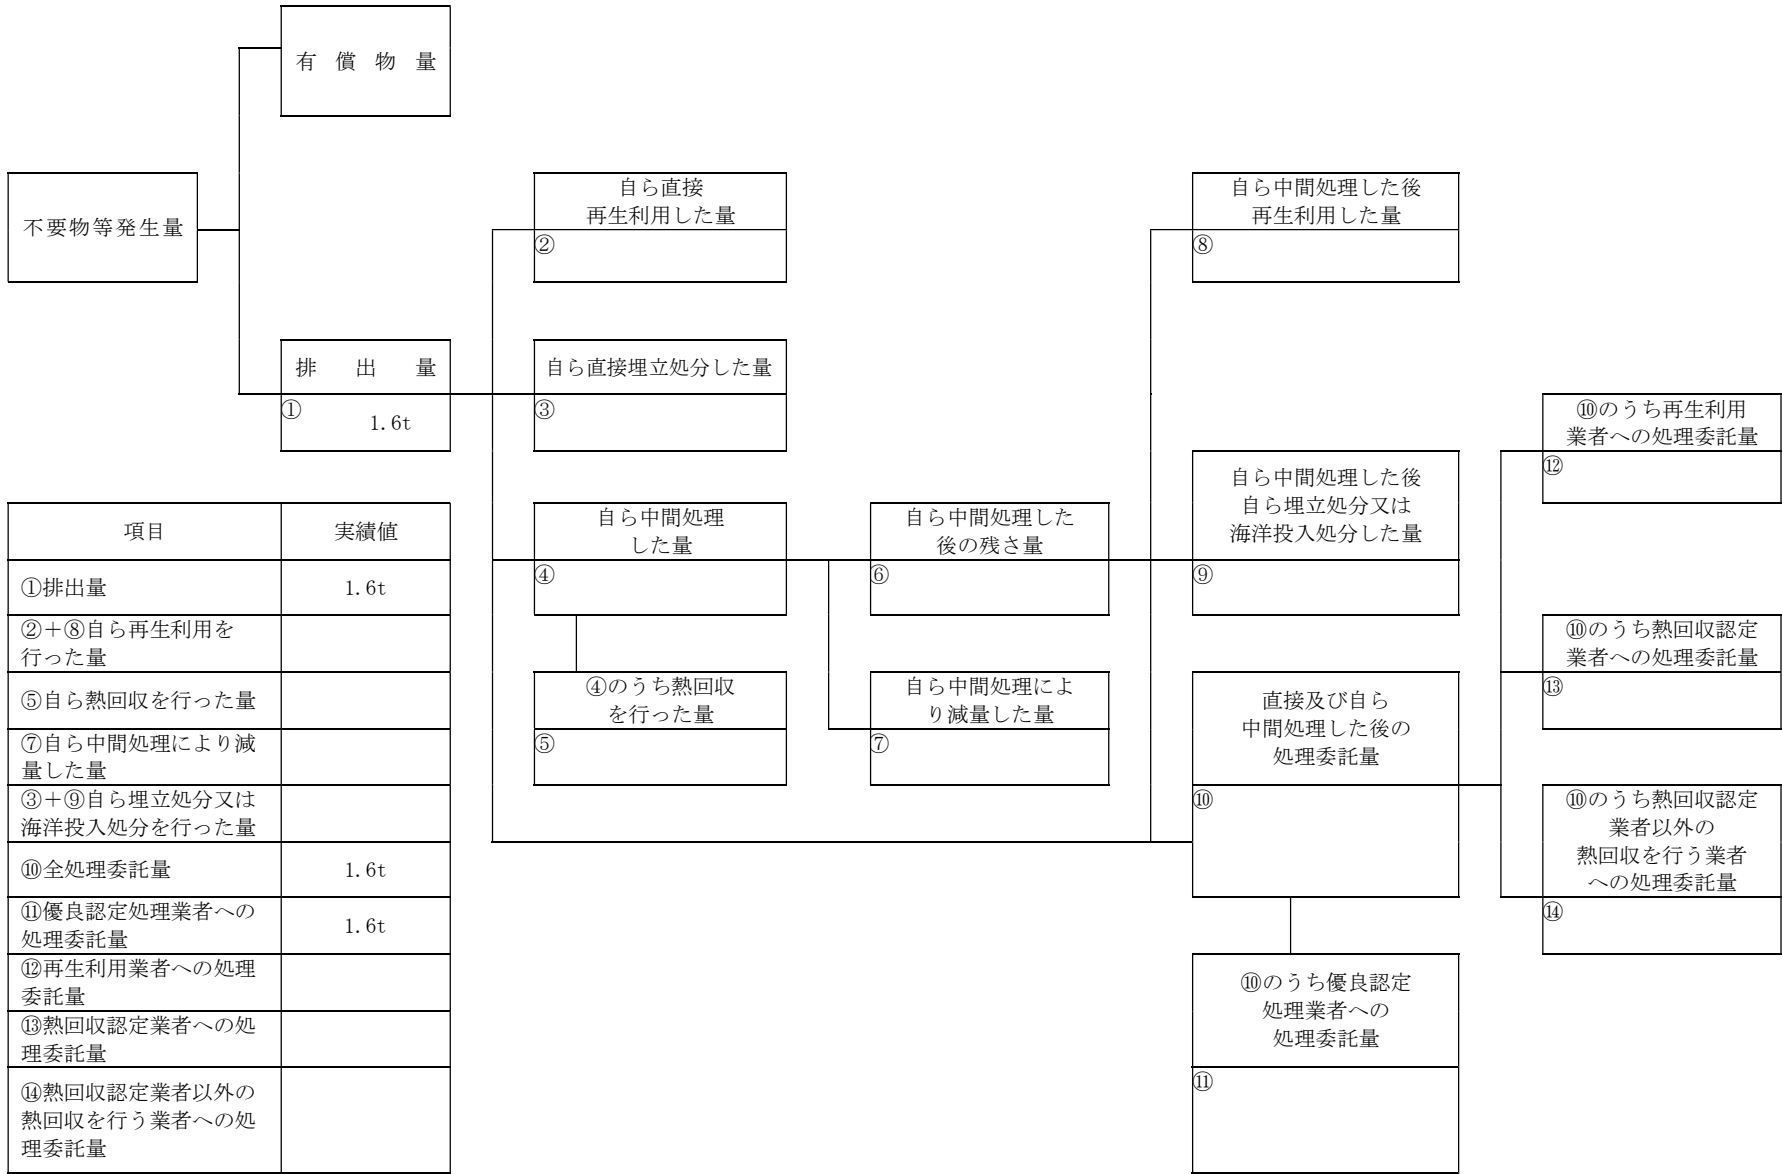 有　償　物　量
不要物等発生量
自ら直接
再生利用した量
②
自ら中間処理した後
再生利用した量
⑧
排　出　量
①
1.6t
自ら直接埋立処分した量
③
⑩のうち再生利用
業者への処理委託量
⑫
自ら中間処理
した量
④
自ら中間処理した
後の残さ量
⑥
自ら中間処理した後
自ら埋立処分又は
海洋投入処分した量
⑨
⑩のうち熱回収認定
業者への処理委託量
⑬
④のうち熱回収
を行った量
⑤
自ら中間処理によ
り減量した量
⑦
直接及び自ら
中間処理した後の
処理委託量
⑩
⑩のうち熱回収認定
業者以外の
熱回収を行う業者
への処理委託量
⑭
⑩のうち優良認定
処理業者への
処理委託量
⑪
項目　実績値
①排出量　1.6t
②＋⑧自ら再生利用を
行った量
⑤自ら熱回収を行った量
⑦自ら中間処理により減
量した量
③＋⑨自ら埋立処分又は
海洋投入処分を行った量
⑩全処理委託量　1.6t
⑪優良認定処理業者への
処理委託量　1.6t
⑫再生利用業者への処理
委託量
⑬熱回収認定業者への処
理委託量
⑭熱回収認定業者以外の
熱回収を行う業者への処
理委託量